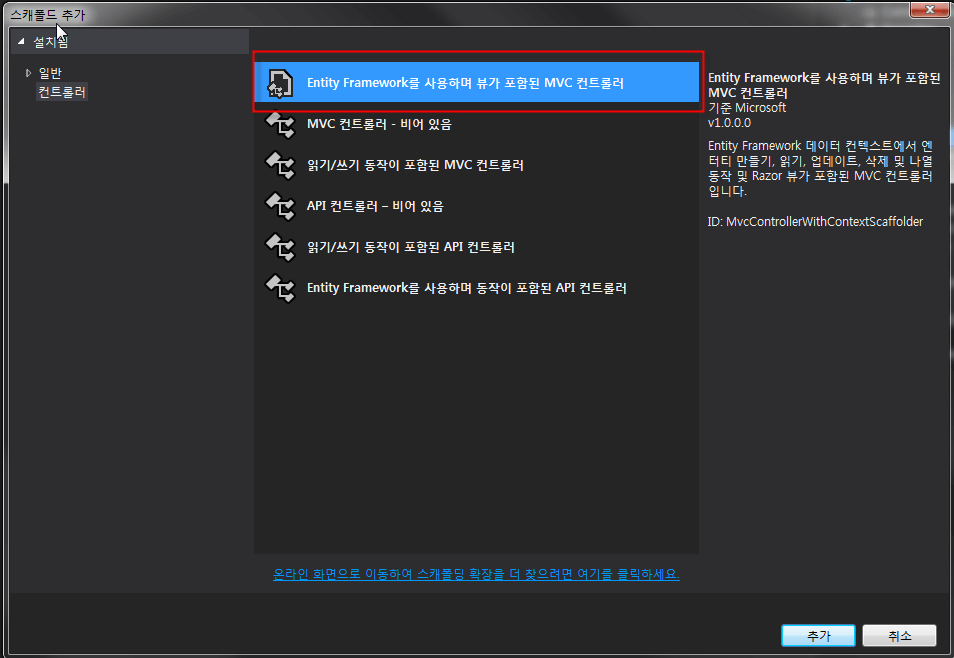 스캐폴드 추가
설치됨
일반
컨트롤러
Entity Framework를 사용하며 뷰가 포함된 MVC 컨트롤러
MVC 컨트롤러 - 비어 있음
읽기/쓰기 동작이 포함된 MVC 컨트롤러
API 컨트롤러 – 비어 있음
읽기/쓰기 동작이 포함된 API 컨트롤러
Entity Framework를 사용하며 동작이 포함된 API 컨트롤러
온라인 화면으로 이동하여 스캐폴딩 확장을 더 찾으려면 여기를 클릭하세요.
Entity Framework를 사용하며 뷰가 포함된
MVC 컨트롤러
기준 Microsoft
v1.0.0.0
Entity Framework 데이터 컨텍스트에서 엔
터티 만들기, 읽기, 업데이트, 삭제 및 나열
동작 및 Razor 뷰가 포함된 MVC 컨트롤러
입니다.
ID: MvcControllerWithContextScaffolder
추가
취소